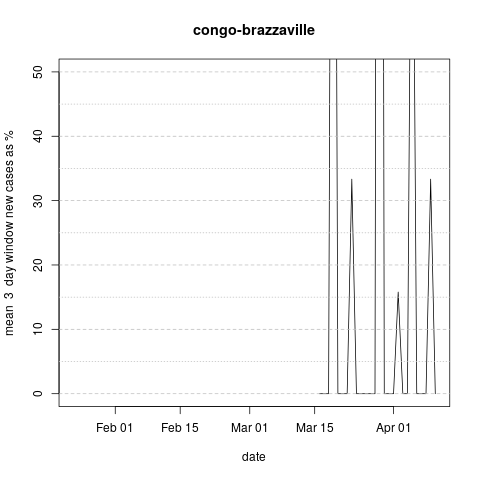 congo-brazzaville
mean 3 day window new cases as %
50
40
30
20
10
0
Feb 01 Feb 15 Mar 01 Mar 15 Apr 01
date